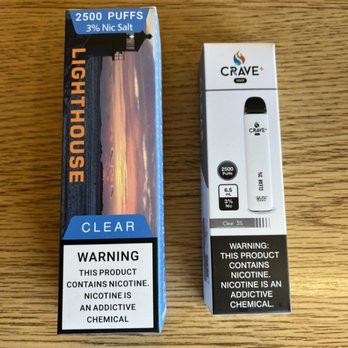 2500 PUFFS
3% Nic Salt
LIGHTHOUSE
CLEAR
WARNING
THIS PRODUCT
CONTAINS NICOTINE.
NICOTINE IS AN
ADDICTIVE
CHEMICAL
CRAVE+
CRAVE+
2500
Puffs
6.5
mL
3%
Nic
Clear 3%
WARNING:
THIS PRODUCT
CONTAINS NICOTINE.
NICOTINE IS AN
ADDICTIVE CHEMICAL.